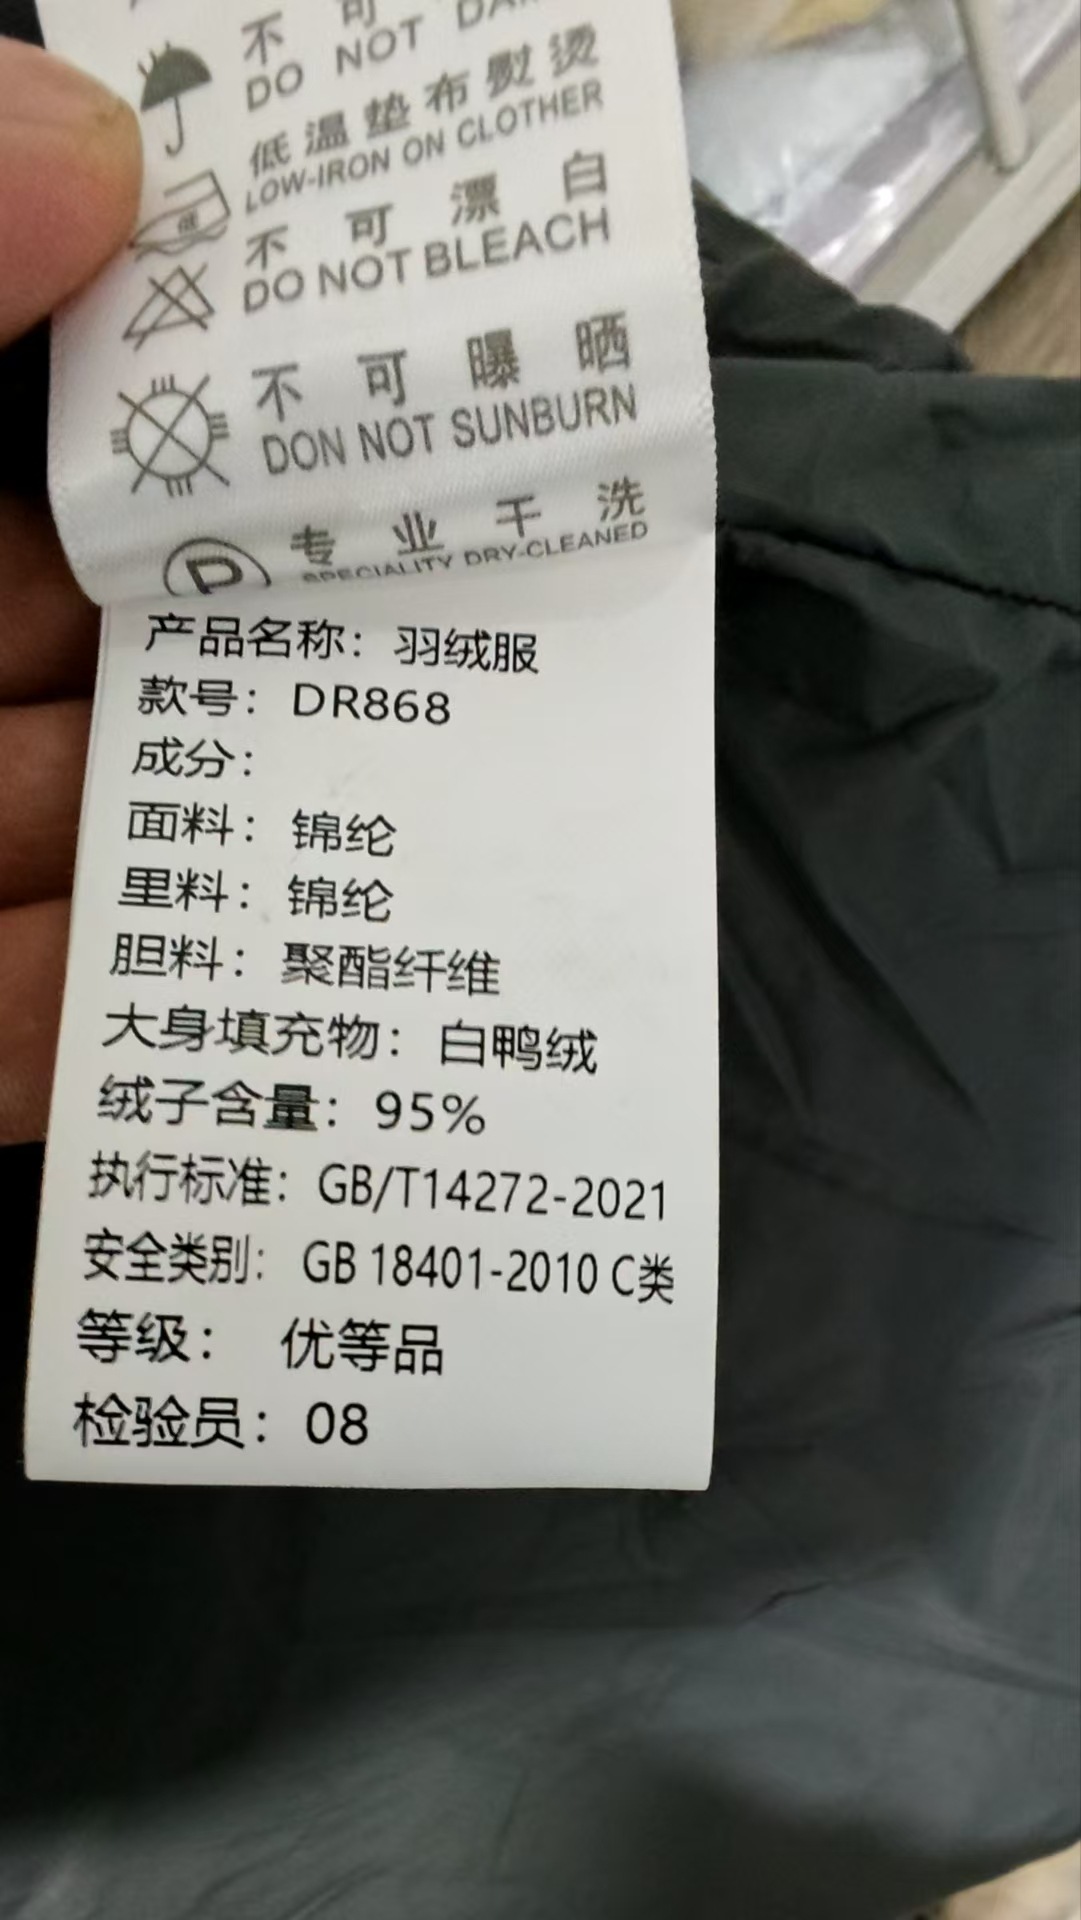 不 可
DO NOT
低温垫布熨烫
LOW-IRON ON CLOTHER
不可漂白
DO NOT BLEACH
不可曝晒
DON NOT SUNBURN
专业干洗
SPECIALITY DRY-CLEANED
P
产品名称：羽绒服
款号：DR868
成分：
面料：锦纶
里料：锦纶
胆料：聚酯纤维
大身填充物：白鸭绒
绒子含量：95%
执行标准：GB/T14272-2021
安全类别：GB 18401-2010 C类
等级：优等品
检验员：08